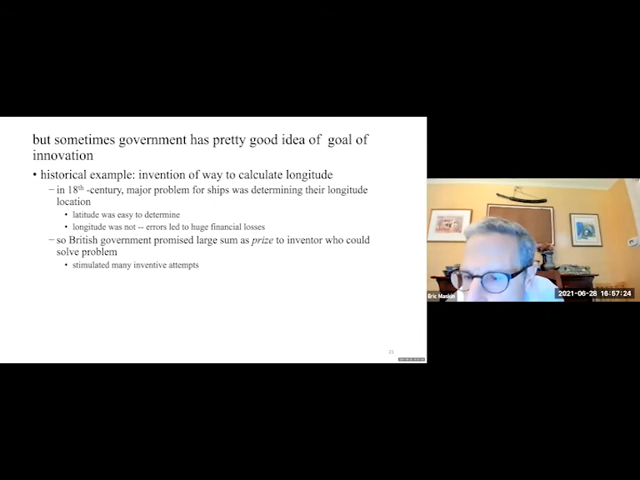 but sometimes government has pretty good idea of goal of
innovation
• historical example: invention of way to calculate longitude
– in 18th -century, major problem for ships was determining their longitude
location
• latitude was easy to determine
• longitude was not -- errors led to huge financial losses
– so British government promised large sum as prize to inventor who could
solve problem
• stimulated many inventive attempts
Eric Maskin
2021-06-28 16:57:24